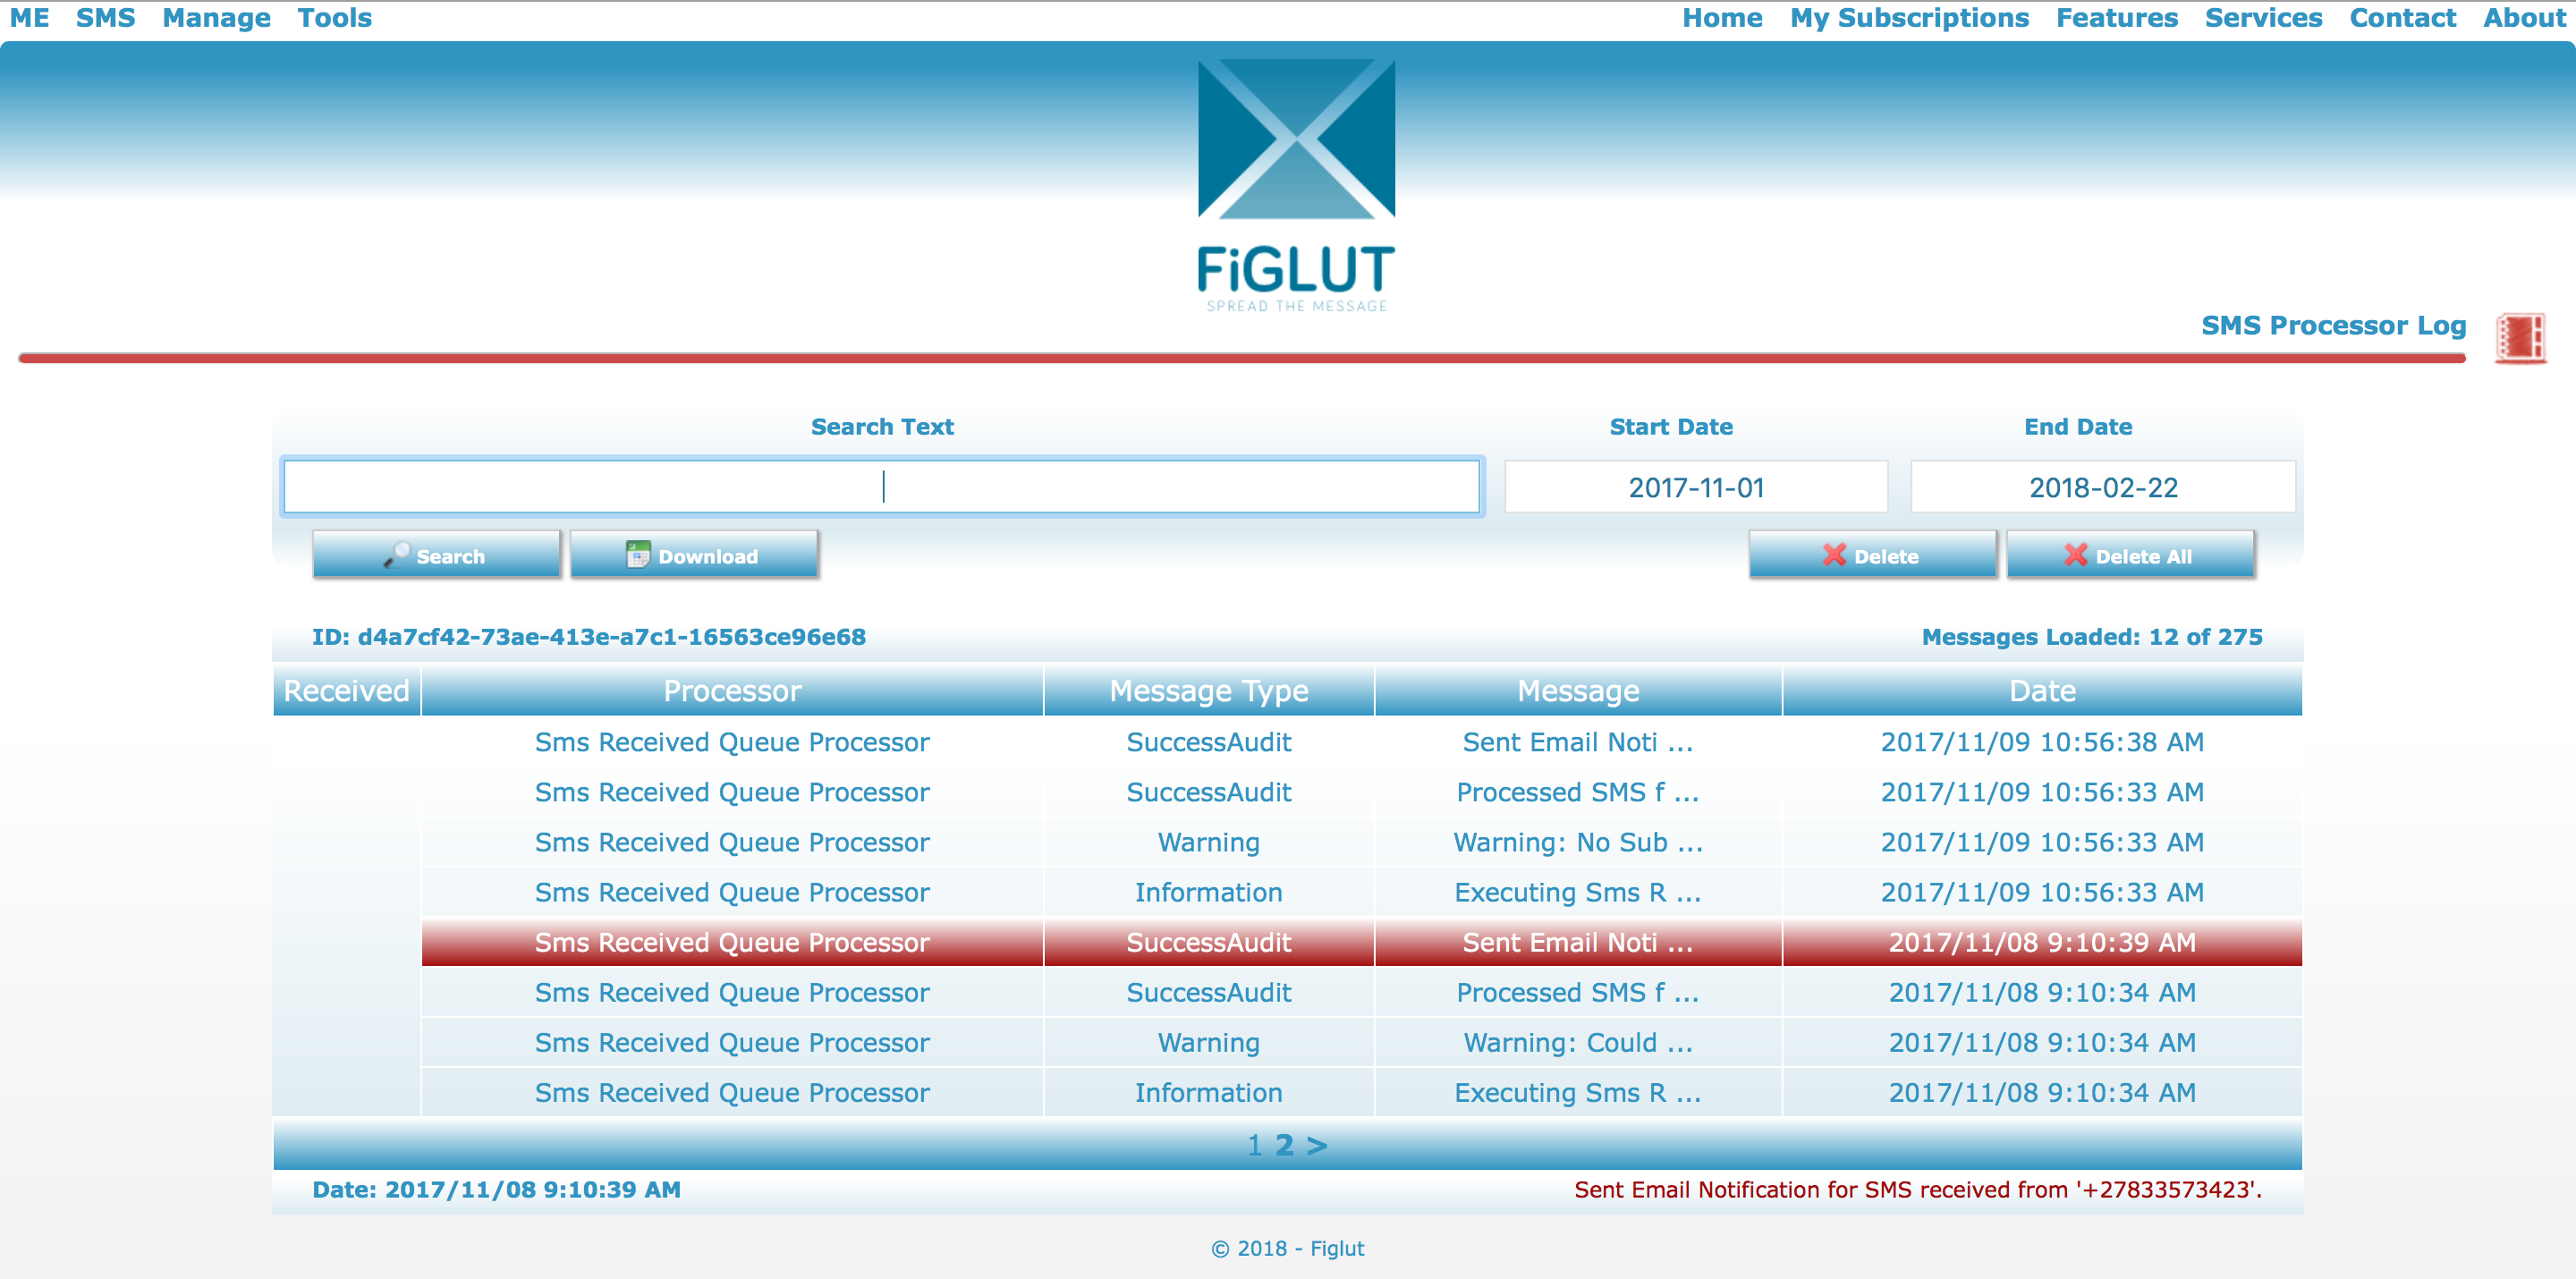 ME SMS Manage Tools Home My Subscriptions Features Services Contact About
FiGLUT
SPREAD THE MESSAGE
SMS Processor Log
Search Text Start Date End Date
2017-11-01 2018-02-22
Search Download Delete Delete All
ID: d4a7cf42-73ae-413e-a7c1-16563ce96e68 Messages Loaded: 12 of 275
Received Processor Message Type Message Date
Sms Received Queue Processor SuccessAudit Sent Email Noti ... 2017/11/09 10:56:38 AM
Sms Received Queue Processor SuccessAudit Processed SMS f ... 2017/11/09 10:56:33 AM
Sms Received Queue Processor Warning Warning: No Sub ... 2017/11/09 10:56:33 AM
Sms Received Queue Processor Information Executing Sms R ... 2017/11/09 10:56:33 AM
Sms Received Queue Processor SuccessAudit Sent Email Noti ... 2017/11/08 9:10:39 AM
Sms Received Queue Processor SuccessAudit Processed SMS f ... 2017/11/08 9:10:34 AM
Sms Received Queue Processor Warning Warning: Could ... 2017/11/08 9:10:34 AM
Sms Received Queue Processor Information Executing Sms R ... 2017/11/08 9:10:34 AM
1 2 >
Date: 2017/11/08 9:10:39 AM Sent Email Notification for SMS received from '+27833573423'.
© 2018 - Figlut